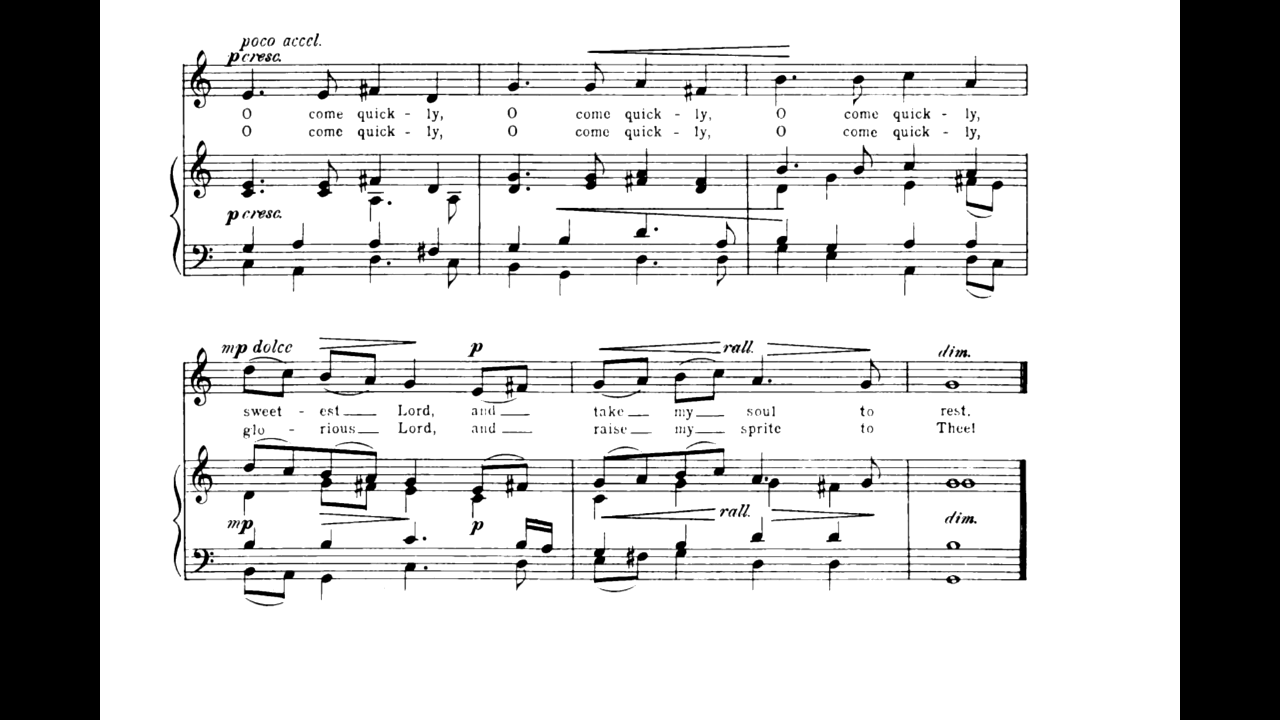 poco accel.
p cresc.
O come quick - ly, O come quick - ly, O come quick - ly,
O come quick - ly, O come quick - ly, O come quick - ly,
p cresc.
mp dolce p rall. dim.
sweet - est Lord, and take my soul to rest.
glo - rious Lord, and raise my sprite to Thee!
mp p rall. dim.